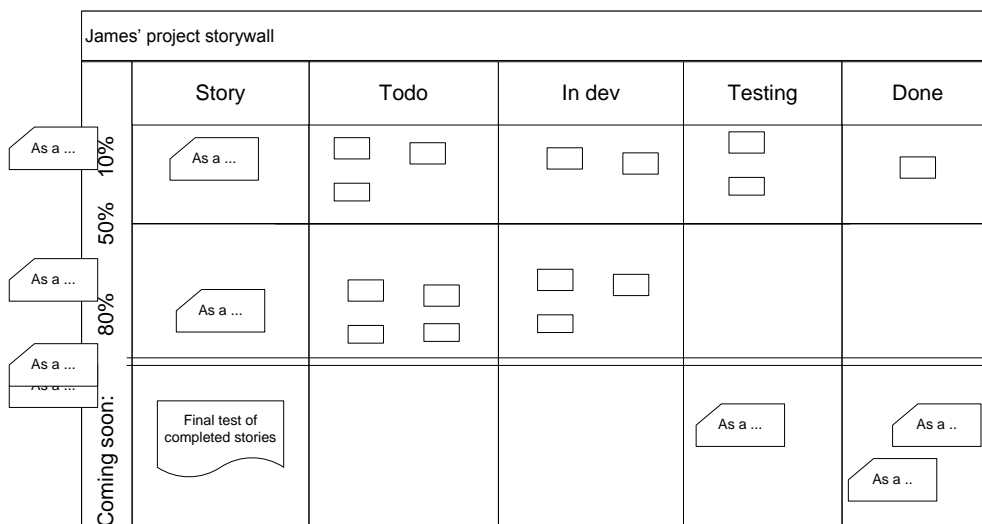 James' project storywall
Story
Todo
In dev
Testing
Done
As a ...
10%
As a ...
50%
As a ...
80%
As a ...
As a ...
As a ...
Coming soon:
Final test of
completed stories
As a ...
As a ..
As a ..